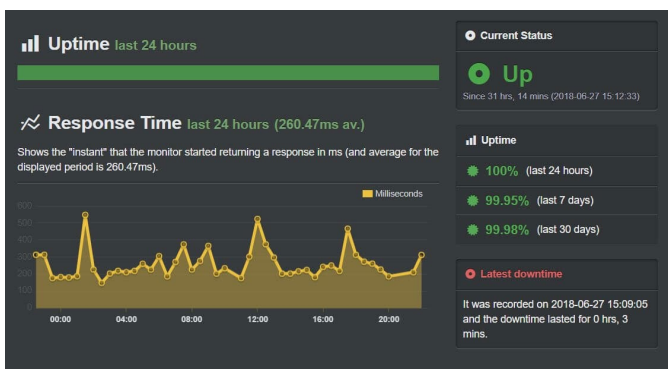 Uptime last 24 hours
Response Time last 24 hours (260.47ms av.)
Shows the "instant" that the monitor started returning a response in ms (and average for the
displayed period is 260.47ms).
Milliseconds
600
500
400
300
200
100
0
00:00 04:00 08:00 12:00 16:00 20:00
Current Status
Up
Since 31 hrs, 14 mins (2018-06-27 15:12:33)
Uptime
100% (last 24 hours)
99.95% (last 7 days)
99.98% (last 30 days)
Latest downtime
It was recorded on 2018-06-27 15:09:05
and the downtime lasted for 0 hrs, 3
mins.